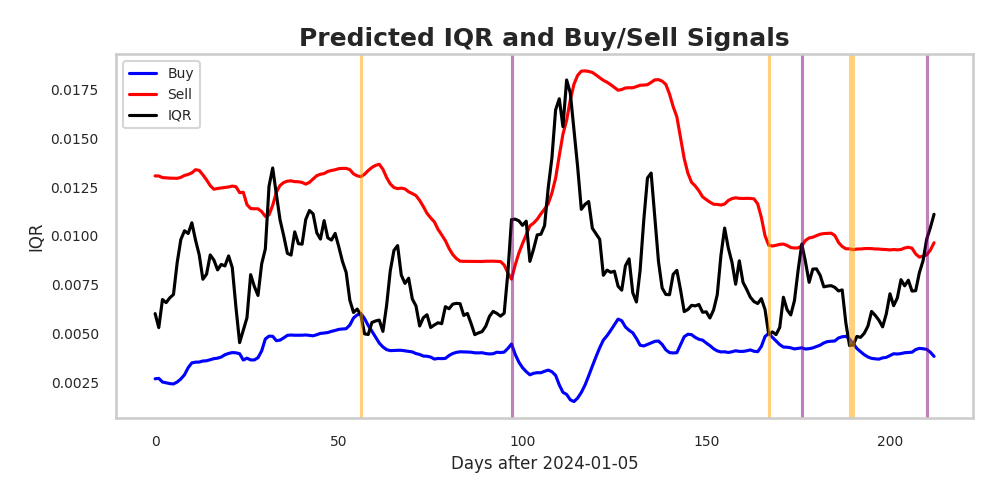 Predicted IQR and Buy/Sell Signals
Buy
Sell
IQR
0.0175
0.0150
0.0125
0.0100
0.0075
0.0050
0.0025
IQR
0 50 100 150 200
Days after 2024-01-05